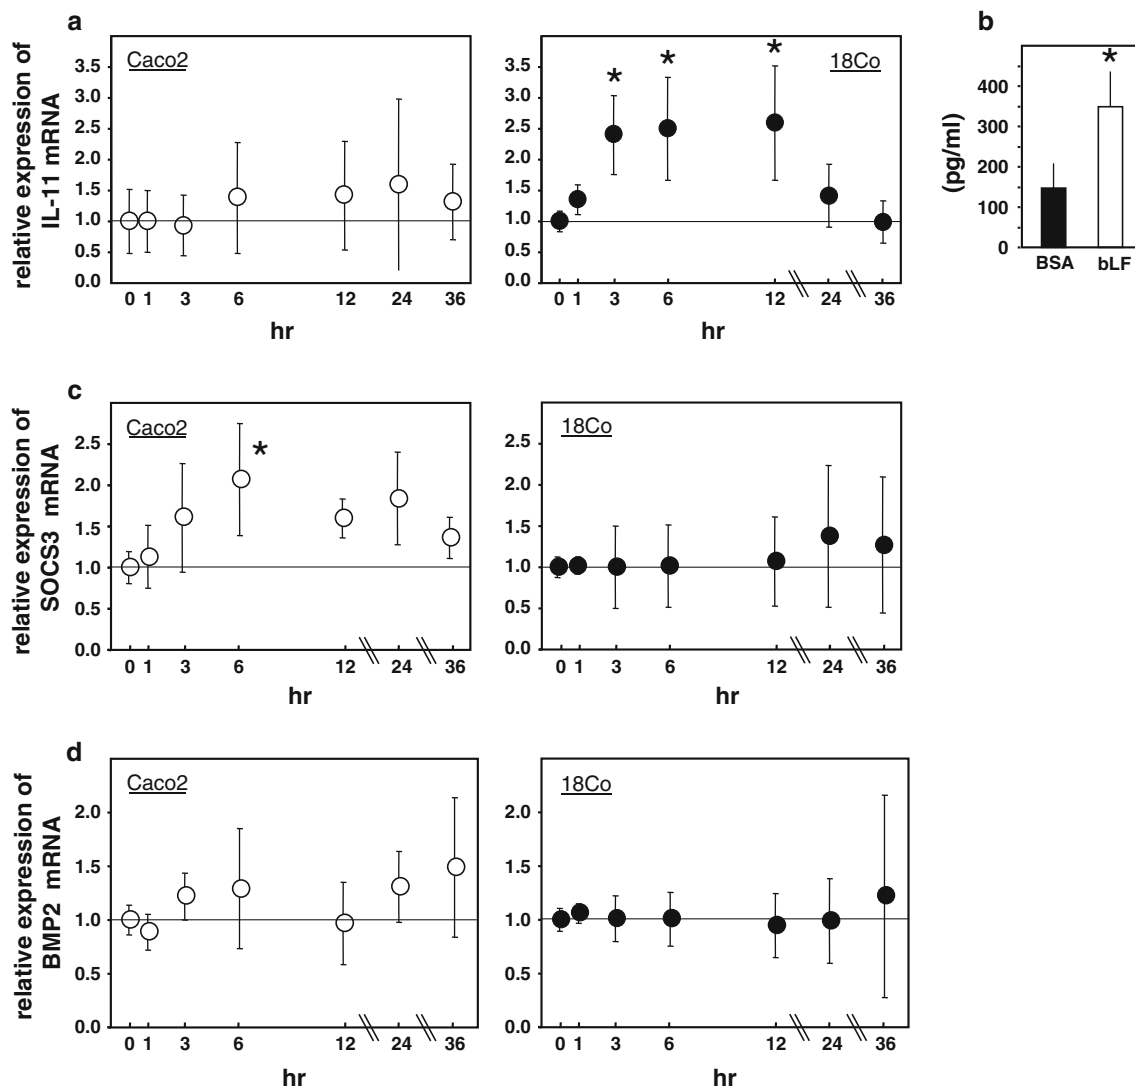 a
relative expression of
IL-11 mRNA
Caco2
3.5
3.0
2.5
2.0
1.5
1.0
0.5
0.0
0 1 3 6 12 24 36
hr
18Co
* * *
3.5
3.0
2.5
2.0
1.5
1.0
0.5
0.0
0 1 3 6 12 24 36
hr
b
(pg/ml)
*
400
300
200
100
0
BSA bLF
c
relative expression of
SOCS3 mRNA
Caco2
*
2.5
2.0
1.5
1.0
0.5
0.0
0 1 3 6 12 24 36
hr
18Co
2.5
2.0
1.5
1.0
0.5
0.0
0 1 3 6 12 24 36
hr
d
relative expression of
BMP2 mRNA
Caco2
2.0
1.5
1.0
0.5
0.0
0 1 3 6 12 24 36
hr
18Co
2.0
1.5
1.0
0.5
0.0
0 1 3 6 12 24 36
hr